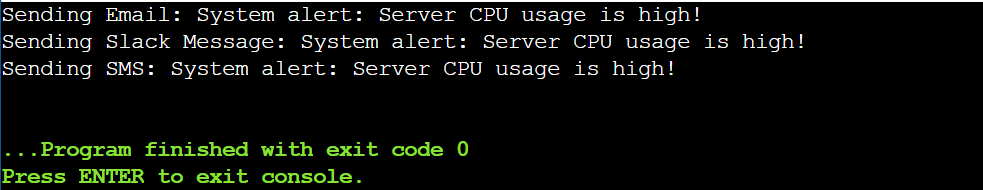 Sending Email: System alert: Server CPU usage is high!
Sending Slack Message: System alert: Server CPU usage is high!
Sending SMS: System alert: Server CPU usage is high!
...Program finished with exit code 0
Press ENTER to exit console.